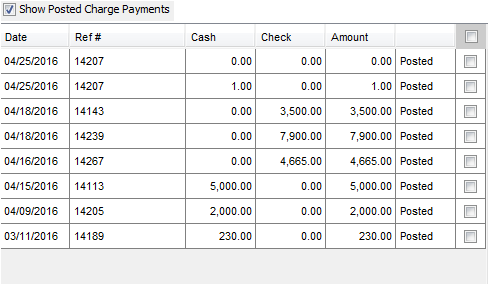 Show Posted Charge Payments
Date Ref # Cash Check Amount
04/25/2016 14207 0.00 0.00 0.00 Posted
04/25/2016 14207 1.00 0.00 1.00 Posted
04/18/2016 14143 0.00 3,500.00 3,500.00 Posted
04/18/2016 14239 0.00 7,900.00 7,900.00 Posted
04/16/2016 14267 0.00 4,665.00 4,665.00 Posted
04/15/2016 14113 5,000.00 0.00 5,000.00 Posted
04/09/2016 14205 2,000.00 0.00 2,000.00 Posted
03/11/2016 14189 230.00 0.00 230.00 Posted